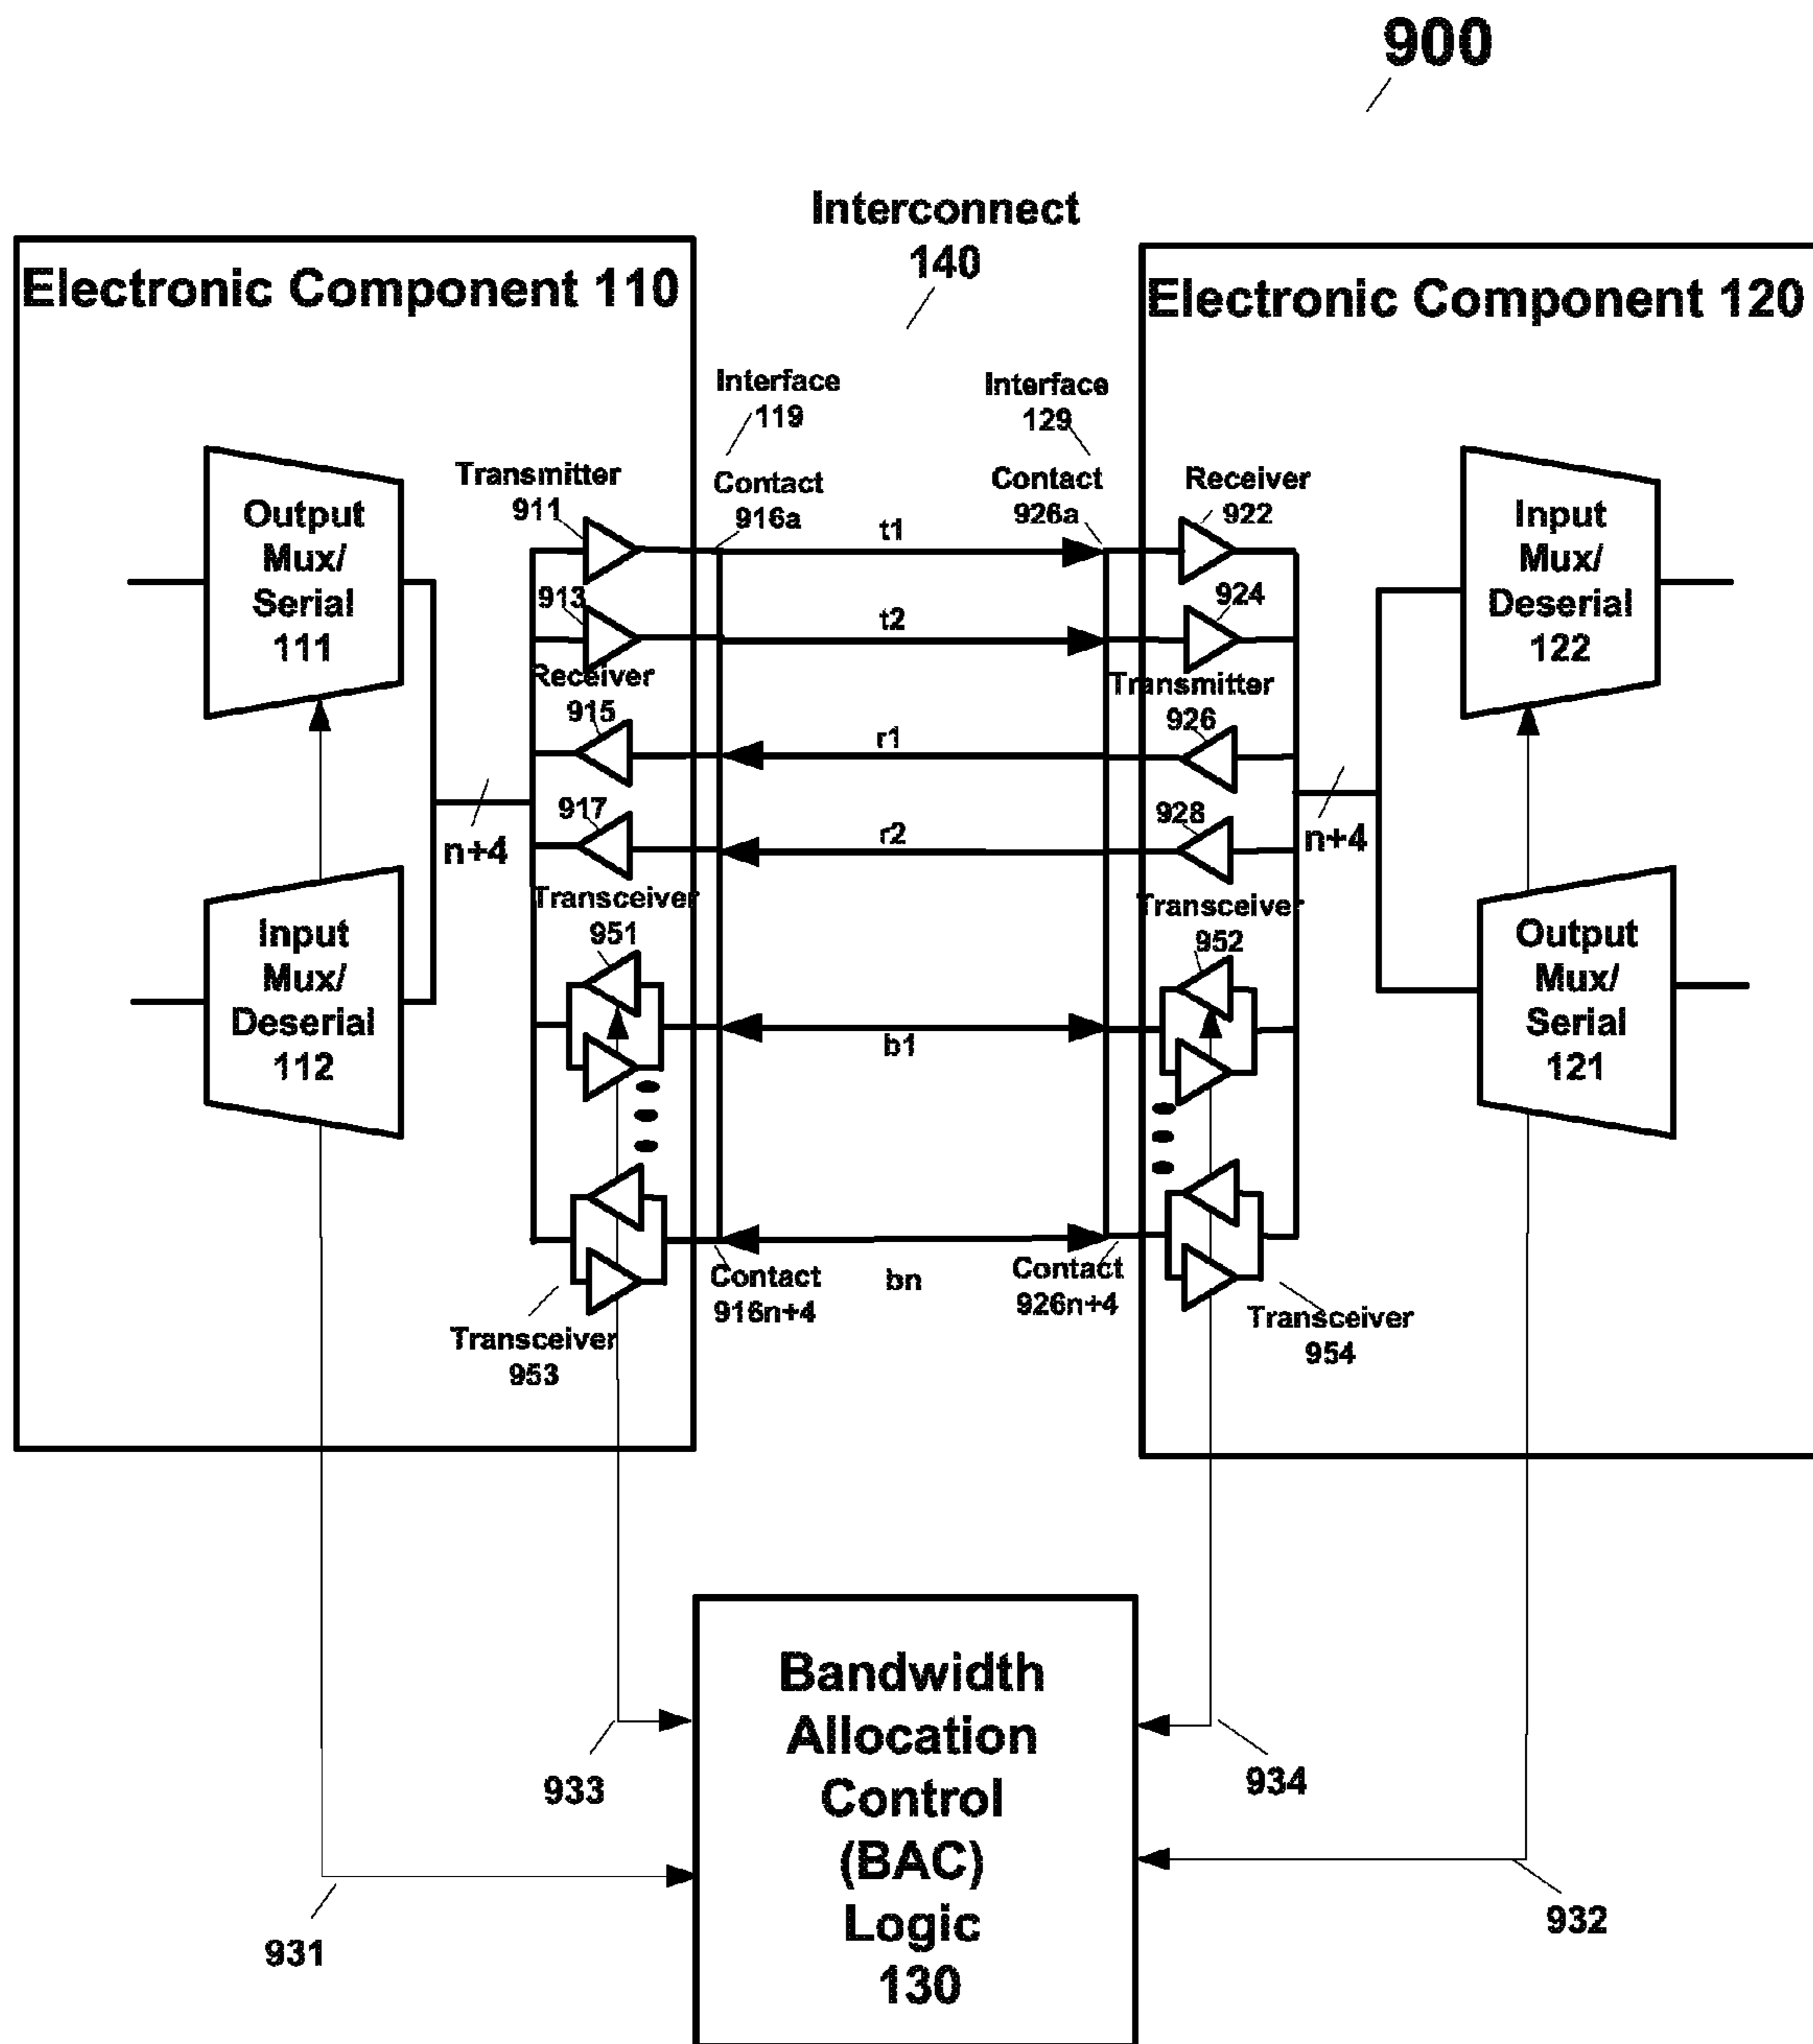 900
Interconnect
140
Electronic Component 110
Electronic Component 120
Interface
119
Interface
129
Transmitter
911
Contact
916a
Contact
926a
Receiver
922
t1
Output
Mux/
Serial
111
Input
Mux/
Deserial
122
913
t2
924
Receiver
915
Transmitter
926
r1
917
r2
928
n+4
n+4
Transceiver
951
Transceiver
952
Input
Mux/
Deserial
112
Output
Mux/
Serial
121
b1
Contact
916n+4
bn
Contact
926n+4
Transceiver
953
Transceiver
954
933
934
931
932
Bandwidth
Allocation
Control
(BAC)
Logic
130